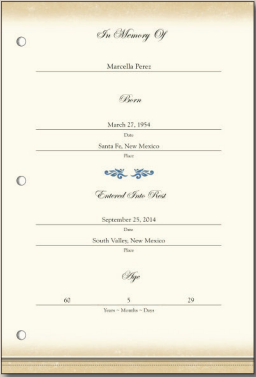 In Memory Of
Marcella Perez
Born
March 27, 1954
Date
Santa Fe, New Mexico
Place
Entered Into Rest
September 25, 2014
Date
South Valley, New Mexico
Place
Age
60 5 29
Years ~ Months ~ Days